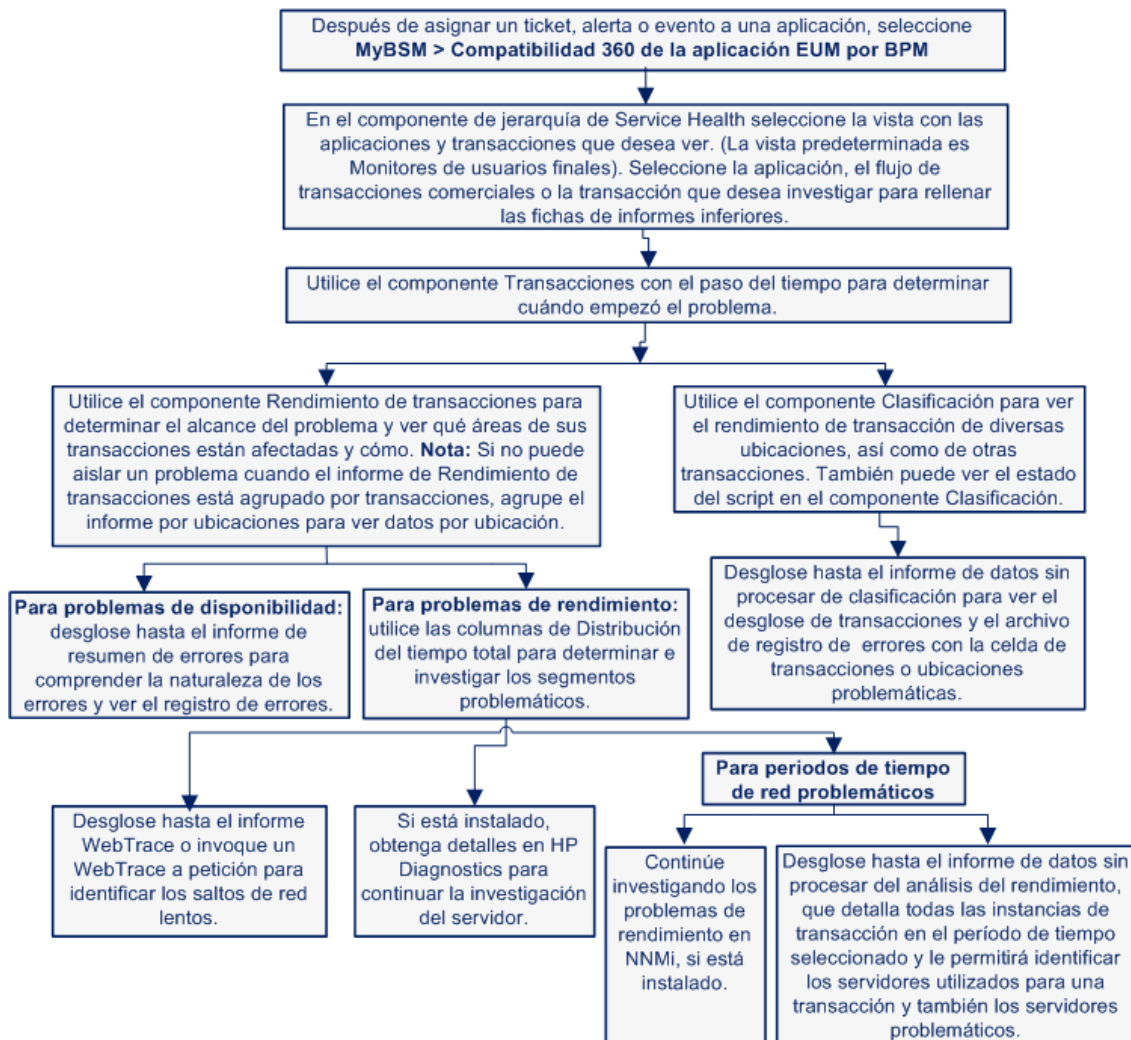 Después de asignar un ticket, alerta o evento a una aplicación, seleccione
MyBSM > Compatibilidad 360 de la aplicación EUM por BPM
En el componente de jerarquía de Service Health seleccione la vista con las
aplicaciones y transacciones que desea ver. (La vista predeterminada es
Monitores de usuarios finales). Seleccione la aplicación, el flujo de
transacciones comerciales o la transacción que desea investigar para rellenar
las fichas de informes inferiores.
Utilice el componente Transacciones con el paso del tiempo para determinar
cuándo empezó el problema.
Utilice el componente Rendimiento de transacciones para
determinar el alcance del problema y ver qué áreas de sus
transacciones están afectadas y cómo. Nota: Si no puede
aislar un problema cuando el informe de Rendimiento de
transacciones está agrupado por transacciones, agrupe el
informe por ubicaciones para ver datos por ubicación.
Utilice el componente Clasificación para ver
el rendimiento de transacción de diversas
ubicaciones, así como de otras
transacciones. También puede ver el estado
del script en el componente Clasificación.
Para problemas de disponibilidad:
desglose hasta el informe de
resumen de errores para
comprender la naturaleza de los
errores y ver el registro de errores.
Para problemas de rendimiento:
utilice las columnas de Distribución
del tiempo total para determinar e
investigar los segmentos
problemáticos.
Desglose hasta el informe de datos sin
procesar de clasificación para ver el
desglose de transacciones y el archivo
de registro de errores con la celda de
transacciones o ubicaciones
problemáticas.
Para periodos de tiempo
de red problemáticos
Desglose hasta el informe
WebTrace o invoque un
WebTrace a petición para
identificar los saltos de red
lentos.
Si está instalado,
obtenga detalles en HP
Diagnostics para
continuar la investigación
del servidor.
Continúe
investigando los
problemas de
rendimiento en
NNMi, si está
instalado.
Desglose hasta el informe de datos sin
procesar del análisis del rendimiento,
que detalla todas las instancias de
transacción en el período de tiempo
seleccionado y le permitirá identificar
los servidores utilizados para una
transacción y también los servidores
problemáticos.